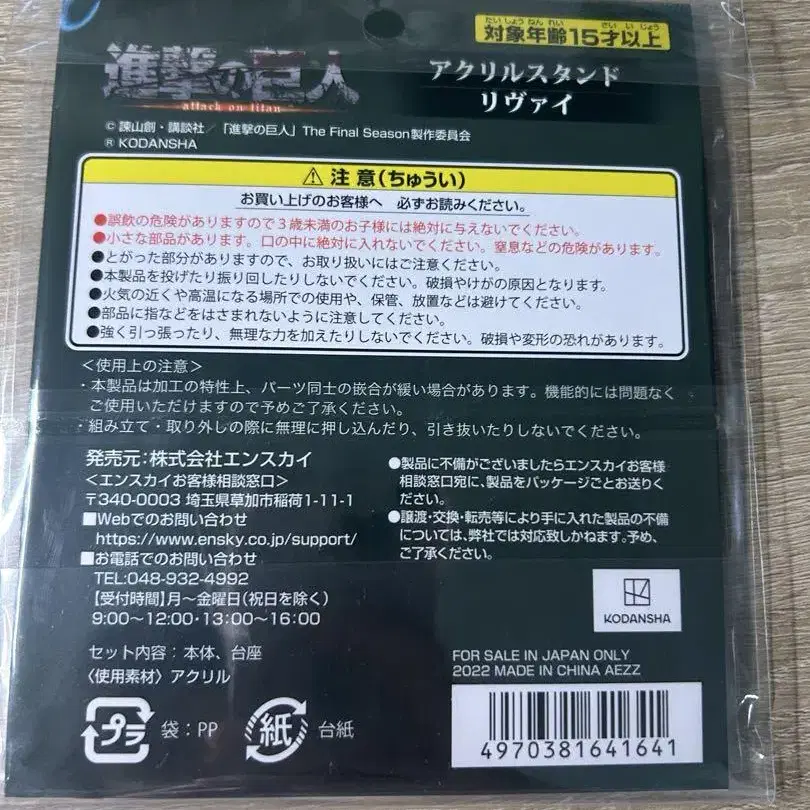 たいしょうねんれい さいいじょう
対象年齢15才以上
進撃の巨人
attack on titan
アクリルスタンド
リヴァイ
© 諫山創・講談社/「進撃の巨人」The Final Season製作委員会
® KODANSHA
⚠ 注意(ちゅうい)
お買い上げのお客様へ 必ずお読みください。
●誤飲の危険がありますので3歳未満のお子様には絶対に与えないでください。
●小さな部品があります。口の中に絶対に入れないでください。窒息などの危険があります。
●とがった部分がありますので、お取り扱いにはご注意ください。
●本製品を投げたり振り回したりしないでください。破損やけがの原因となります。
●火気の近くや高温になる場所での使用や、保管、放置などは避けてください。
●部品に指などをはさまれないように注意してください。
●強く引っ張ったり、無理な力を加えたりしないでください。破損や変形の恐れがあります。
<使用上の注意>
・本製品は加工の特性上、パーツ同士の嵌合が緩い場合があります。機能的には問題なく
ご使用いただけますので予めご了承ください。
・組み立て・取り外しの際に無理に押し込んだり、引き抜いたりしないでください。
発売元:株式会社エンスカイ
<エンスカイお客様相談窓口>
〒340-0003 埼玉県草加市稲荷1-11-1
■Webでのお問い合わせ
https://www.ensky.co.jp/support/
■お電話でのお問い合わせ
TEL:048-932-4992
【受付時間】月〜金曜日(祝日を除く)
9:00〜12:00・13:00〜16:00
●製品に不備がございましたらエンスカイお客様
相談窓口宛に、製品をパッケージごとお送りく
ださい。
●譲渡・交換・転売等により手に入れた製品の不備
については、弊社では対応致しかねます。予め、
ご了承ください。
KODANSHA
セット内容:本体、台座
〈使用素材〉アクリル
FOR SALE IN JAPAN ONLY
2022 MADE IN CHINA AEZZ
プラ 袋:PP 紙 台紙
4970381641641